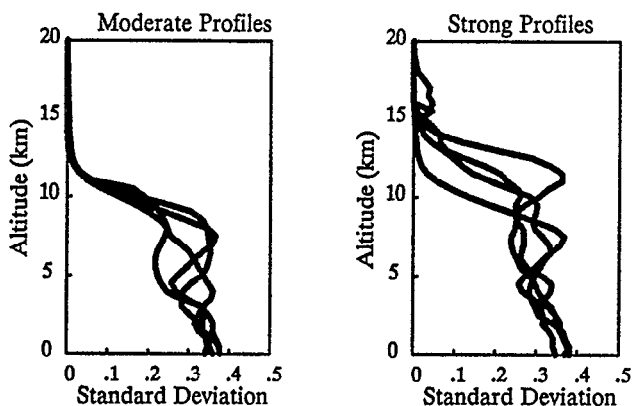 Moderate Profiles
20
15
10
5
0
Altitude (km)
0 .1 .2 .3 .4 .5
Standard Deviation
Strong Profiles
20
15
10
5
0
Altitude (km)
0 .1 .2 .3 .4 .5
Standard Deviation